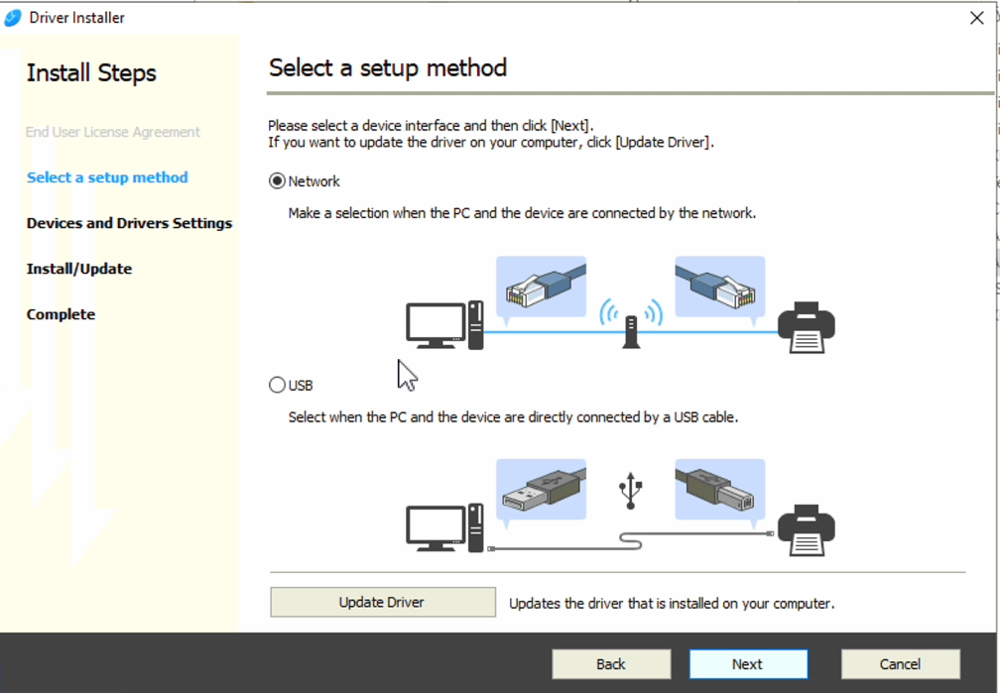 Driver Installer
Install Steps
End User License Agreement
Select a setup method
Devices and Drivers Settings
Install/Update
Complete
Select a setup method
Please select a device interface and then click [Next].
If you want to update the driver on your computer, click [Update Driver].
Network
Make a selection when the PC and the device are connected by the network.
USB
Select when the PC and the device are directly connected by a USB cable.
Update Driver
Updates the driver that is installed on your computer.
Back
Next
Cancel